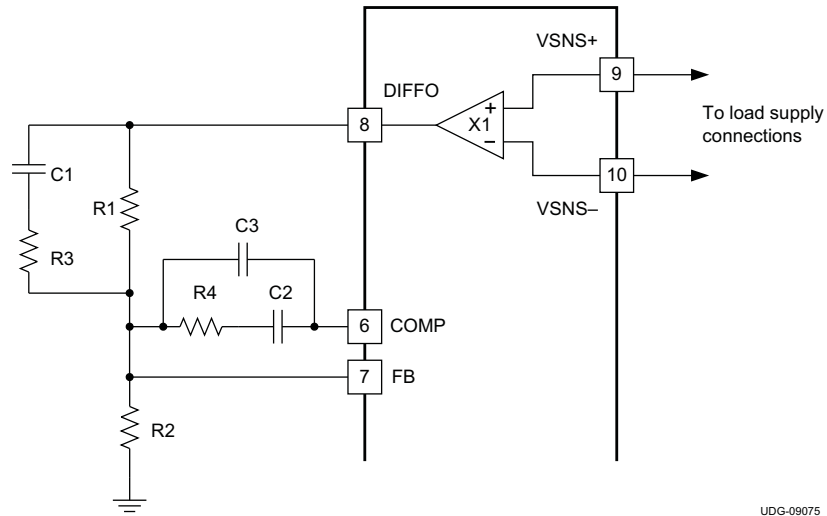 VSNS+
9
DIFFO
8
+
X1
–
To load supply
connections
10
VSNS–
C1
R1
R3
C3
R4
C2
6
COMP
7
FB
R2
UDG-09075